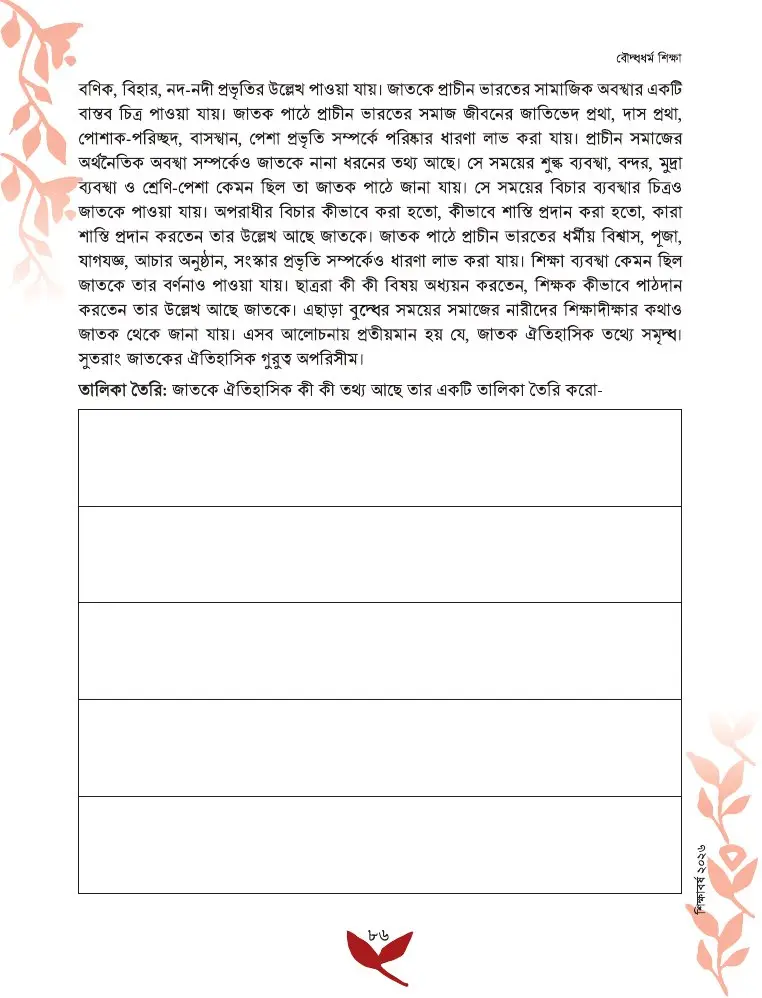 বৌদ্ধধর্ম শিক্ষা
বণিক, বিহার, নদ-নদী প্রভৃতির উল্লেখ পাওয়া যায়। জাতকে প্রাচীন ভারতের সামাজিক অবস্থার একটি
বাস্তব চিত্র পাওয়া যায়। জাতক পাঠে প্রাচীন ভারতের সমাজ জীবনের জাতিভেদ প্রথা, দাস প্রথা,
পোশাক-পরিচ্ছদ, বাসস্থান, পেশা প্রভৃতি সম্পর্কে পরিষ্কার ধারণা লাভ করা যায়। প্রাচীন সমাজের
অর্থনৈতিক অবস্থা সম্পর্কেও জাতকে নানা ধরনের তথ্য আছে। সে সময়ের শুল্ক ব্যবস্থা, বন্দর, মুদ্রা
ব্যবস্থা ও শ্রেণি-পেশা কেমন ছিল তা জাতক পাঠে জানা যায়। সে সময়ের বিচার ব্যবস্থার চিত্রও
জাতকে পাওয়া যায়। অপরাধীর বিচার কীভাবে করা হতো, কীভাবে শাস্তি প্রদান করা হতো, কারা
শাস্তি প্রদান করতেন তার উল্লেখ আছে জাতকে। জাতক পাঠে প্রাচীন ভারতের ধর্মীয় বিশ্বাস, পূজা,
যাগযজ্ঞ, আচার অনুষ্ঠান, সংস্কার প্রভৃতি সম্পর্কেও ধারণা লাভ করা যায়। শিক্ষা ব্যবস্থা কেমন ছিল
জাতকে তার বর্ণনাও পাওয়া যায়। ছাত্ররা কী কী বিষয় অধ্যয়ন করতেন, শিক্ষক কীভাবে পাঠদান
করতেন তার উল্লেখ আছে জাতকে। এছাড়া বুদ্ধের সময়ের সমাজের নারীদের শিক্ষাদীক্ষার কথাও
জাতক থেকে জানা যায়। এসব আলোচনায় প্রতীয়মান হয় যে, জাতক ঐতিহাসিক তথ্যে সমৃদ্ধ।
সুতরাং জাতকের ঐতিহাসিক গুরুত্ব অপরিসীম।
তালিকা তৈরি: জাতকে ঐতিহাসিক কী কী তথ্য আছে তার একটি তালিকা তৈরি করো-
শিক্ষাবর্ষ ২০২৬
৮৬